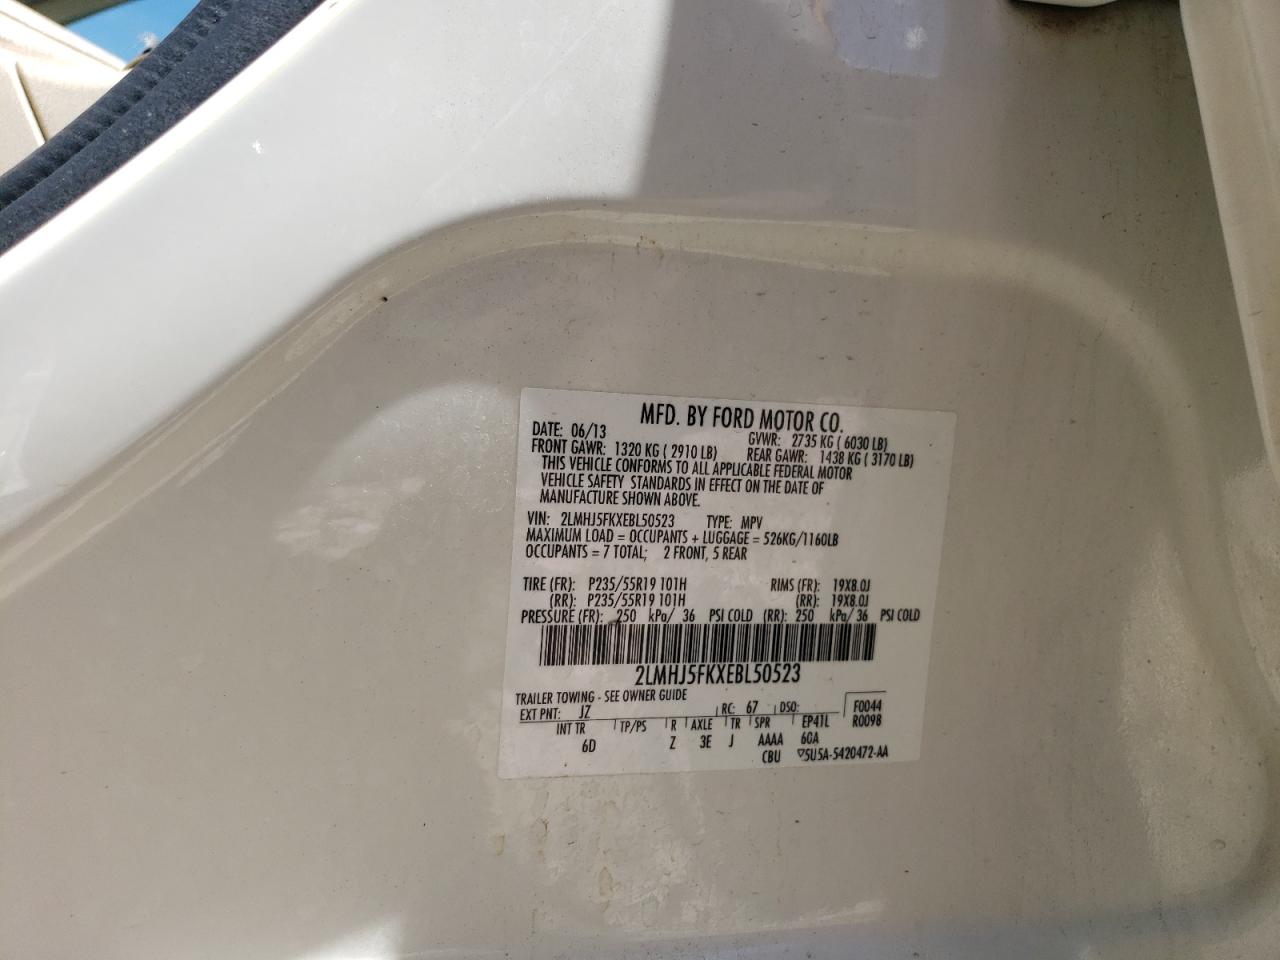 MFD. BY FORD MOTOR CO.
DATE: 06/13 GVWR: 2735 KG ( 6030 LB)
FRONT GAWR: 1320 KG ( 2910 LB) REAR GAWR: 1438 KG ( 3170 LB)
THIS VEHICLE CONFORMS TO ALL APPLICABLE FEDERAL MOTOR
VEHICLE SAFETY STANDARDS IN EFFECT ON THE DATE OF
MANUFACTURE SHOWN ABOVE.
VIN: 2LMHJ5FKXEBL50523 TYPE: MPV
MAXIMUM LOAD = OCCUPANTS + LUGGAGE = 526KG/1160LB
OCCUPANTS = 7 TOTAL; 2 FRONT, 5 REAR
TIRE (FR): P235/55R19 101H RIMS (FR): 19X8.0J
(RR): P235/55R19 101H (RR): 19X8.0J
PRESSURE (FR): 250 kPa/ 36 PSI COLD (RR): 250 kPa/ 36 PSI COLD
2LMHJ5FKXEBL50523
TRAILER TOWING - SEE OWNER GUIDE
EXT PNT: JZ RC: 67 DSO: F0044
INT TR TP/PS R AXLE TR SPR EP41L R0098
6D Z 3E J AAAA 60A
CBU 5U5A-5420472-AA